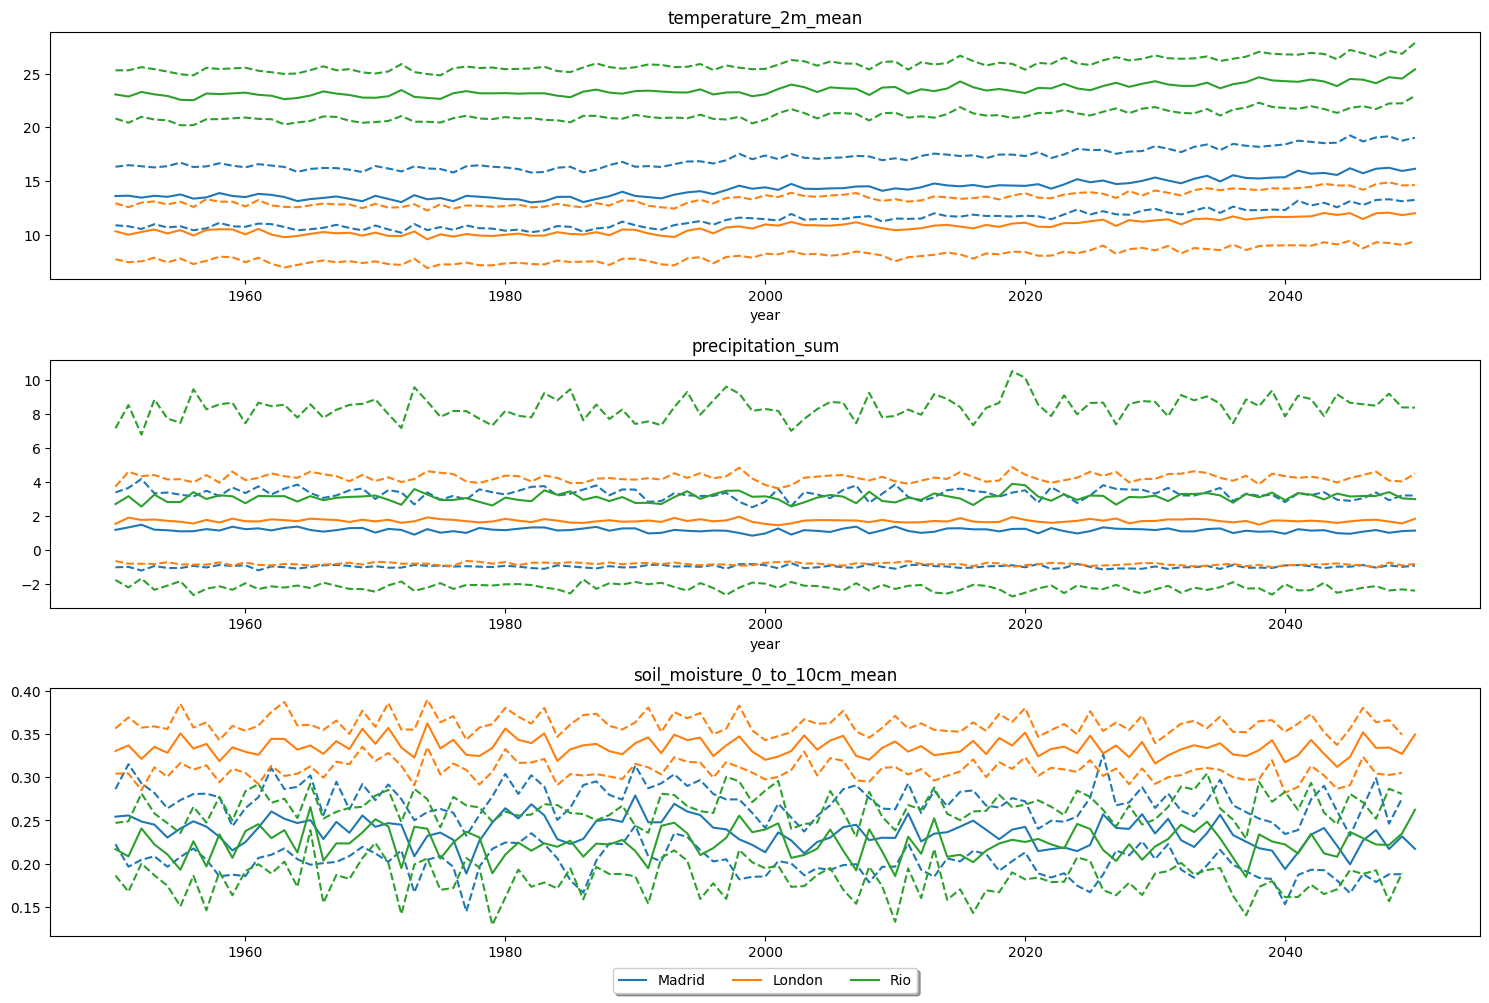 temperature_2m_mean
25
20
15
10
1960 1980 2000 2020 2040
year
precipitation_sum
10
8
6
4
2
0
−2
1960 1980 2000 2020 2040
year
soil_moisture_0_to_10cm_mean
0.40
0.35
0.30
0.25
0.20
0.15
1960 1980 2000 2020 2040
Madrid London Rio